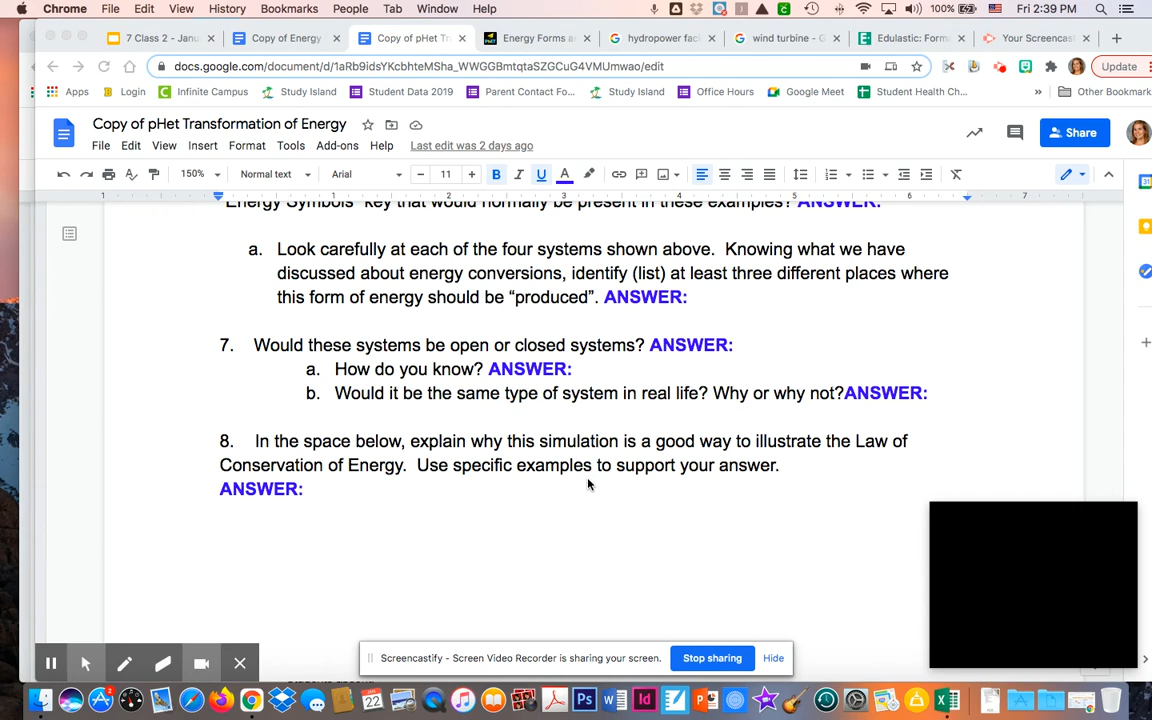 Chrome File Edit View History Bookmarks People Tab Window Help 100% Fri 2:39 PM
7 Class 2 - Janu Copy of Energy Copy of pHet Tra Energy Forms a hydropower fac wind turbine - G Edulastic: Form Your Screencas
docs.google.com/document/d/1aRb9idsYKcbhteMSha_WWGGBmtqtaSZGCuG4VMUmwao/edit Update
Apps Login Infinite Campus Study Island Student Data 2019 Parent Contact Fo... Study Island Office Hours Google Meet Student Health Ch... » Other Bookmark
Copy of pHet Transformation of Energy
Share
File Edit View Insert Format Tools Add-ons Help Last edit was 2 days ago
150% Normal text Arial 11 B I U A
1 1 2 3 4 5 6 7
Energy Symbols" key that would normally be present in these examples? ANSWER:
a. Look carefully at each of the four systems shown above. Knowing what we have
discussed about energy conversions, identify (list) at least three different places where
this form of energy should be “produced”. ANSWER:
7. Would these systems be open or closed systems? ANSWER:
a. How do you know? ANSWER:
b. Would it be the same type of system in real life? Why or why not?ANSWER:
8. In the space below, explain why this simulation is a good way to illustrate the Law of
Conservation of Energy. Use specific examples to support your answer.
ANSWER:
Screencastify - Screen Video Recorder is sharing your screen. Stop sharing Hide